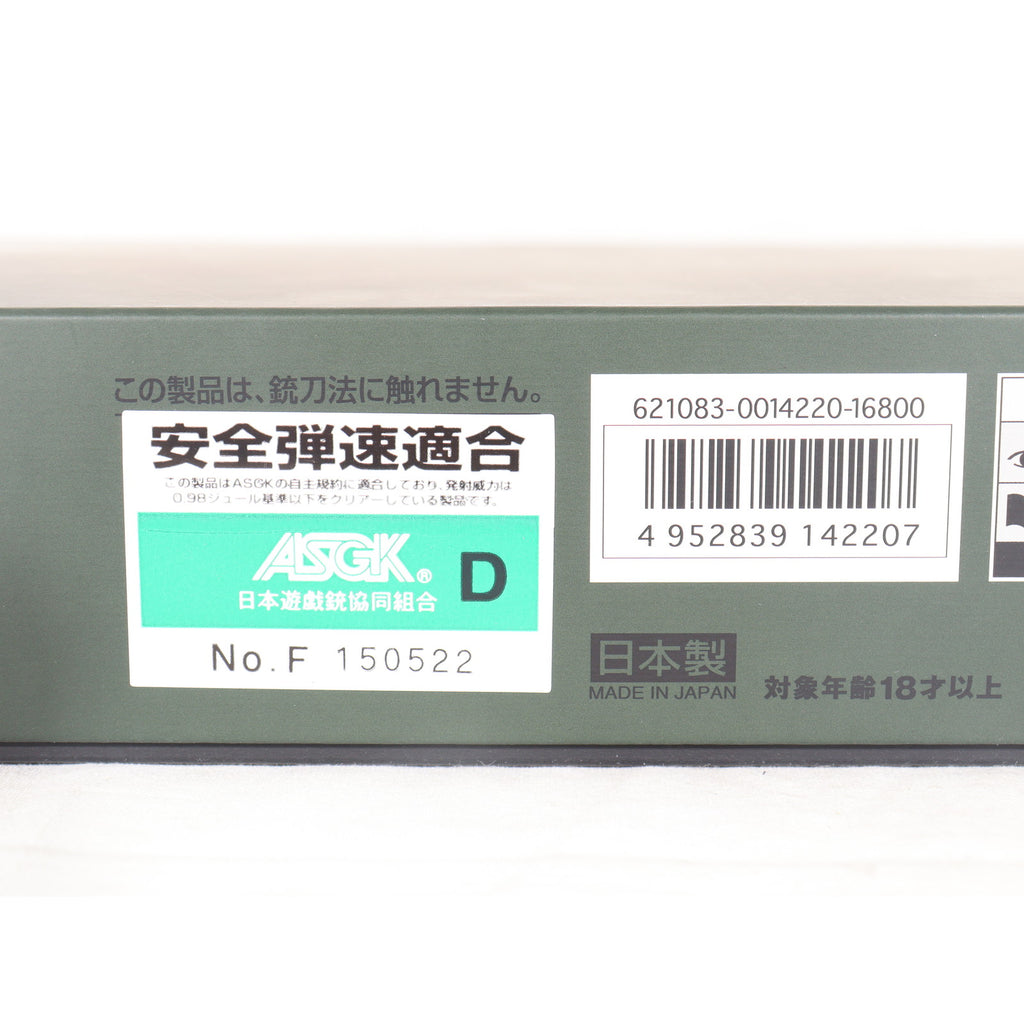 この製品は、銃刀法に触れません。
安全弾速適合
この製品はASGKの自主規約に適合しており、発射威力は
0.98ジュール基準以下をクリアーしている製品です。
ASGK®
D
日本遊戯銃協同組合
No.F 150522
621083-0014220-16800
4 952839 142207
日本製
MADE IN JAPAN
対象年齢18才以上